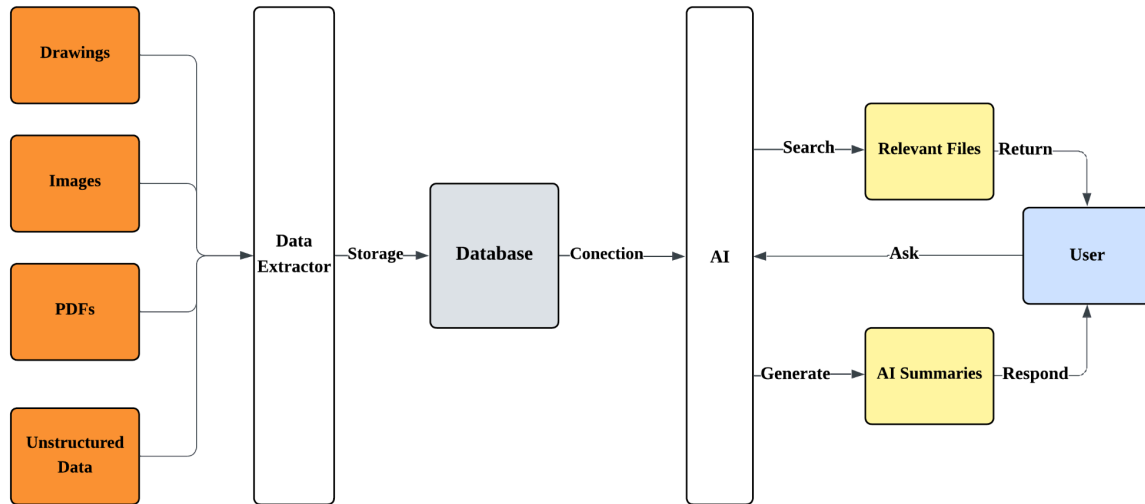 Drawings
Images
PDFs
Unstructured
Data
Data
Extractor
Storage
Database
Conection
AI
Search
Relevant Files
Return
Ask
User
Generate
AI Summaries
Respond